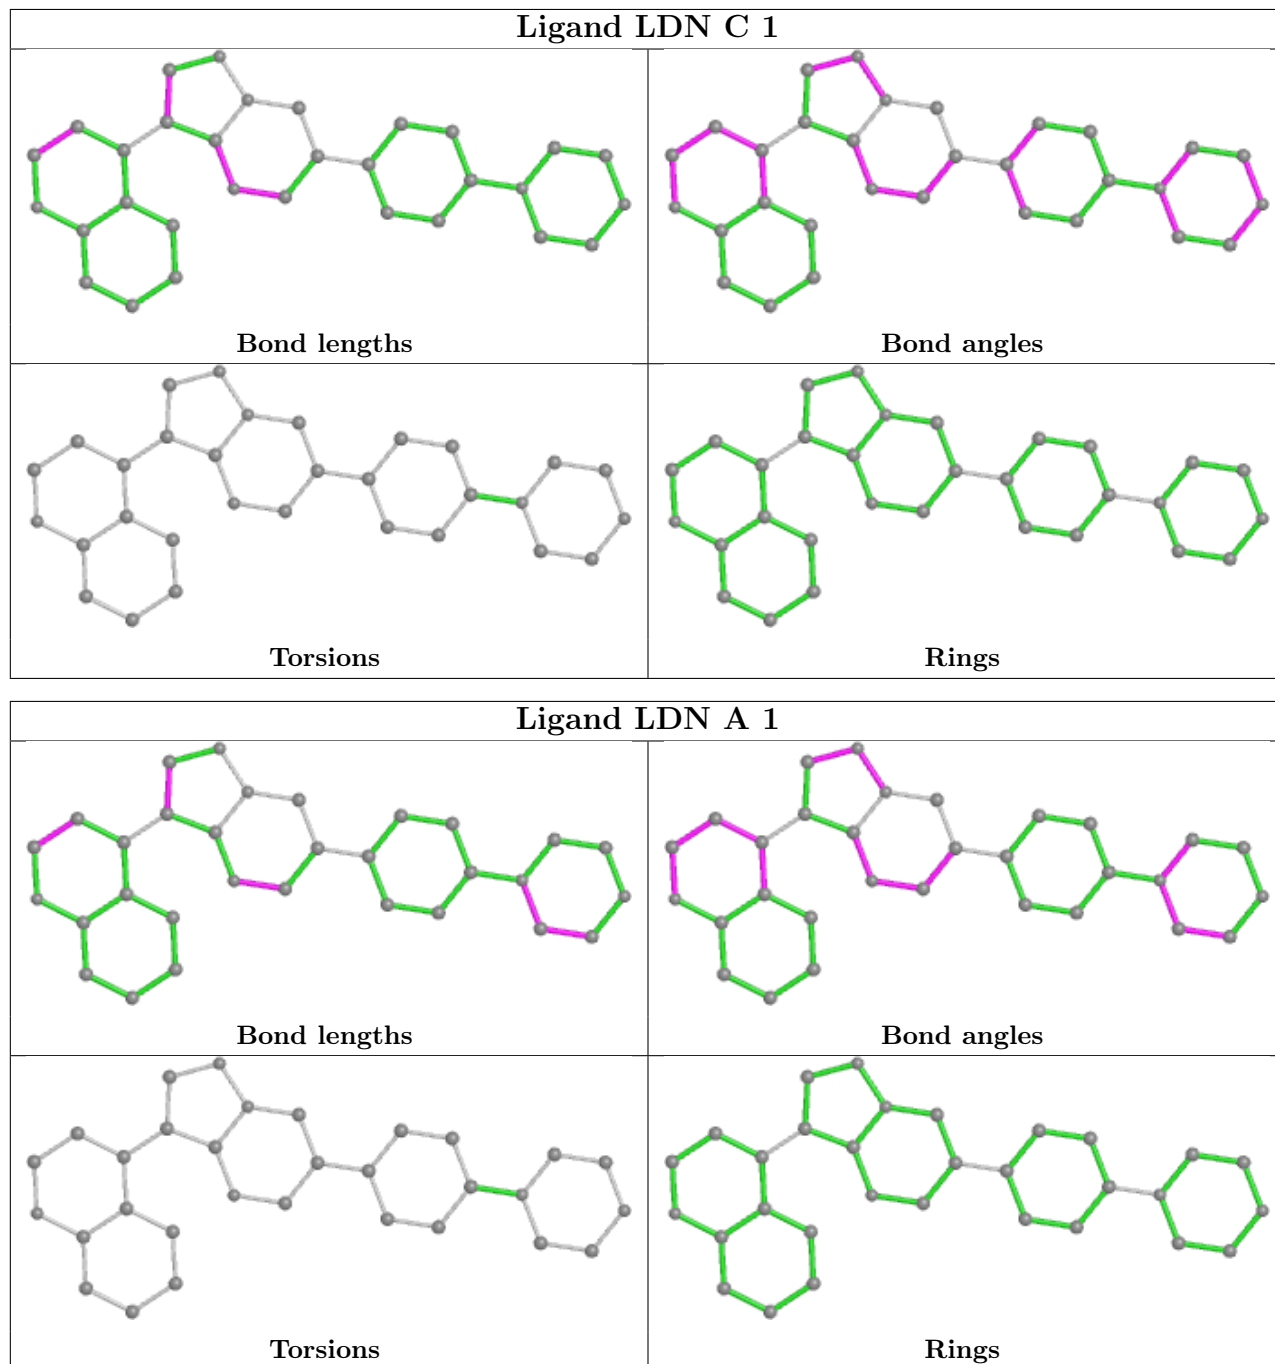 Ligand LDN C 1
Bond lengths
Bond angles
Torsions
Rings
Ligand LDN A 1
Bond lengths
Bond angles
Torsions
Rings